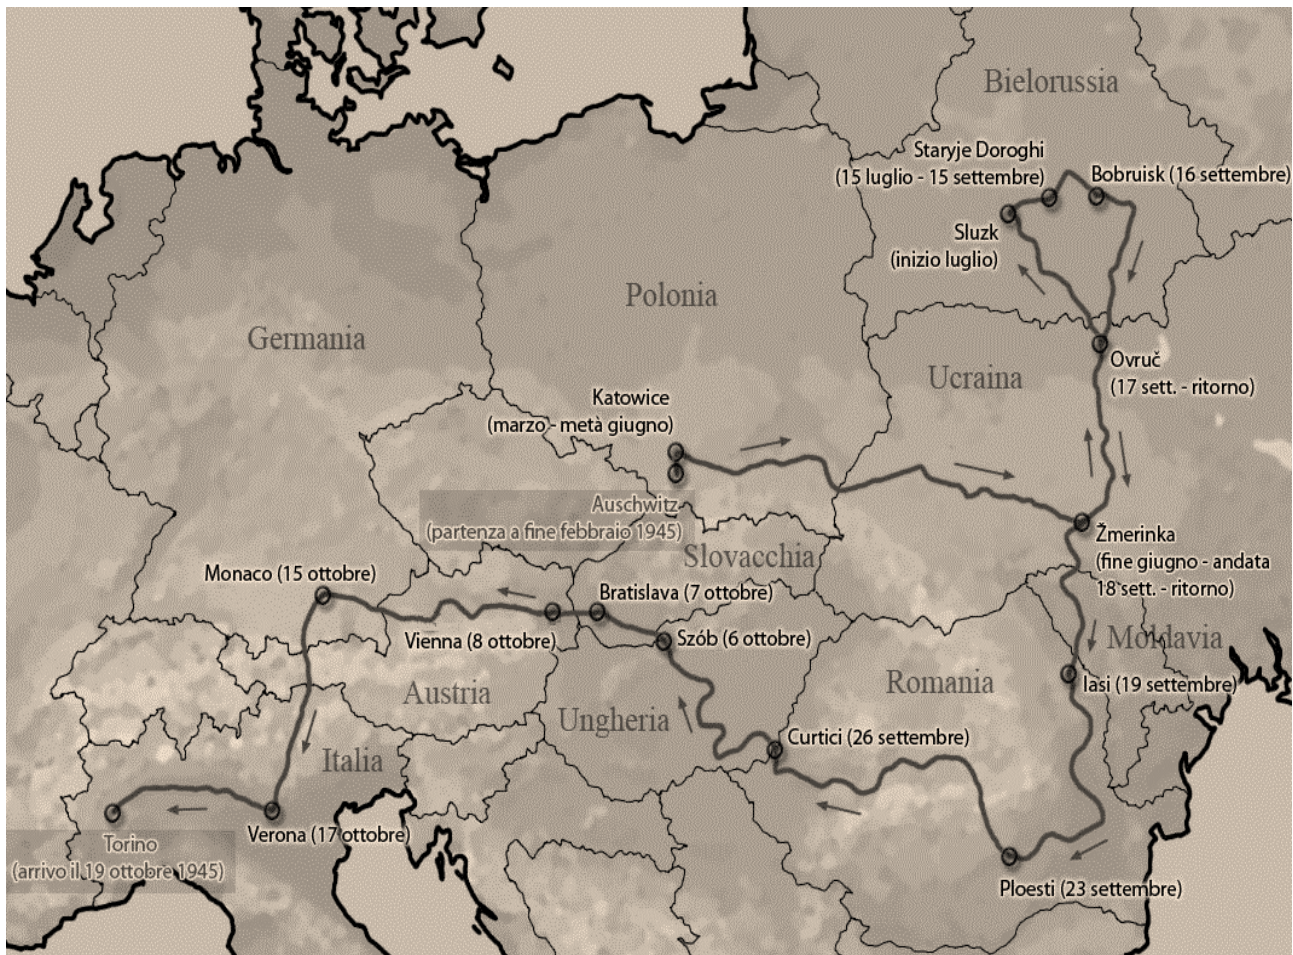 Bielorussia
Staryje Doroghi
(15 luglio - 15 settembre)
Bobruisk (16 settembre)
Sluzk
(inizio luglio)
Polonia
Germania
Ucraina
Ovruč
(17 sett. - ritorno)
Katowice
(marzo - metà giugno)
Auschwitz
(partenza a fine febbraio 1945)
Žmerinka
(fine giugno - andata
18 sett. - ritorno)
Slovacchia
Monaco (15 ottobre)
Bratislava (7 ottobre)
Vienna (8 ottobre)
Szób (6 ottobre)
Moldavia
Austria
Romania
Iasi (19 settembre)
Ungheria
Curtici (26 settembre)
Italia
Verona (17 ottobre)
Torino
(arrivo il 19 ottobre 1945)
Ploesti (23 settembre)